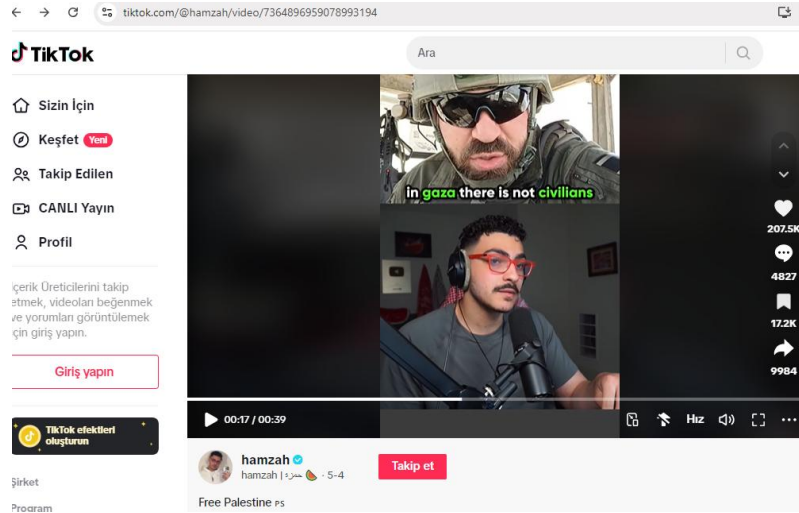 tiktok.com/@hamzah/video/7364896959078993194
TikTok
Ara
Sizin İçin
Keşfet Yeni
Takip Edilen
CANLI Yayın
Profil
İçerik Üreticilerini takip
etmek, videoları beğenmek
ve yorumları görüntülemek
için giriş yapın.
Giriş yapın
TikTok efektleri
oluşturun
Şirket
Program
in gaza there is not civilians
207.5K
4827
17.2K
9984
00:17 / 00:39
Hız
hamzah
hamzah | حمزه 🍉 · 5-4
Takip et
Free Palestine PS